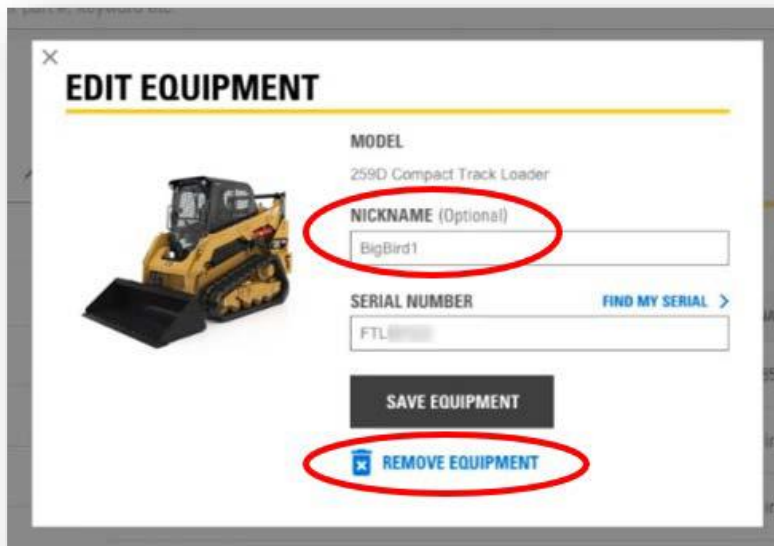 EDIT EQUIPMENT
MODEL
259D Compact Track Loader
NICKNAME (Optional)
BigBird1
SERIAL NUMBER
FIND MY SERIAL >
FTL
SAVE EQUIPMENT
REMOVE EQUIPMENT